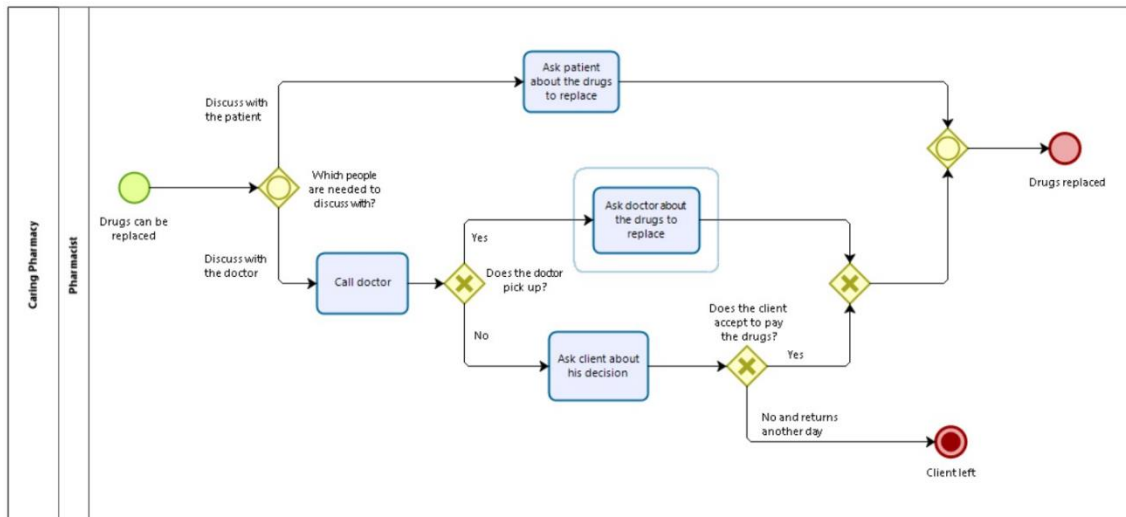 Caring Pharmacy
Pharmacist
Drugs can be
replaced
Which people
are needed to
discuss with?
Discuss with
the patient
Ask patient
about the drugs
to replace
Discuss with
the doctor
Call doctor
Does the doctor
pick up?
Yes
Ask doctor about
the drugs to
replace
No
Ask client about
his decision
Does the client
accept to pay
the drugs?
Yes
No and returns
another day
Client left
Drugs replaced